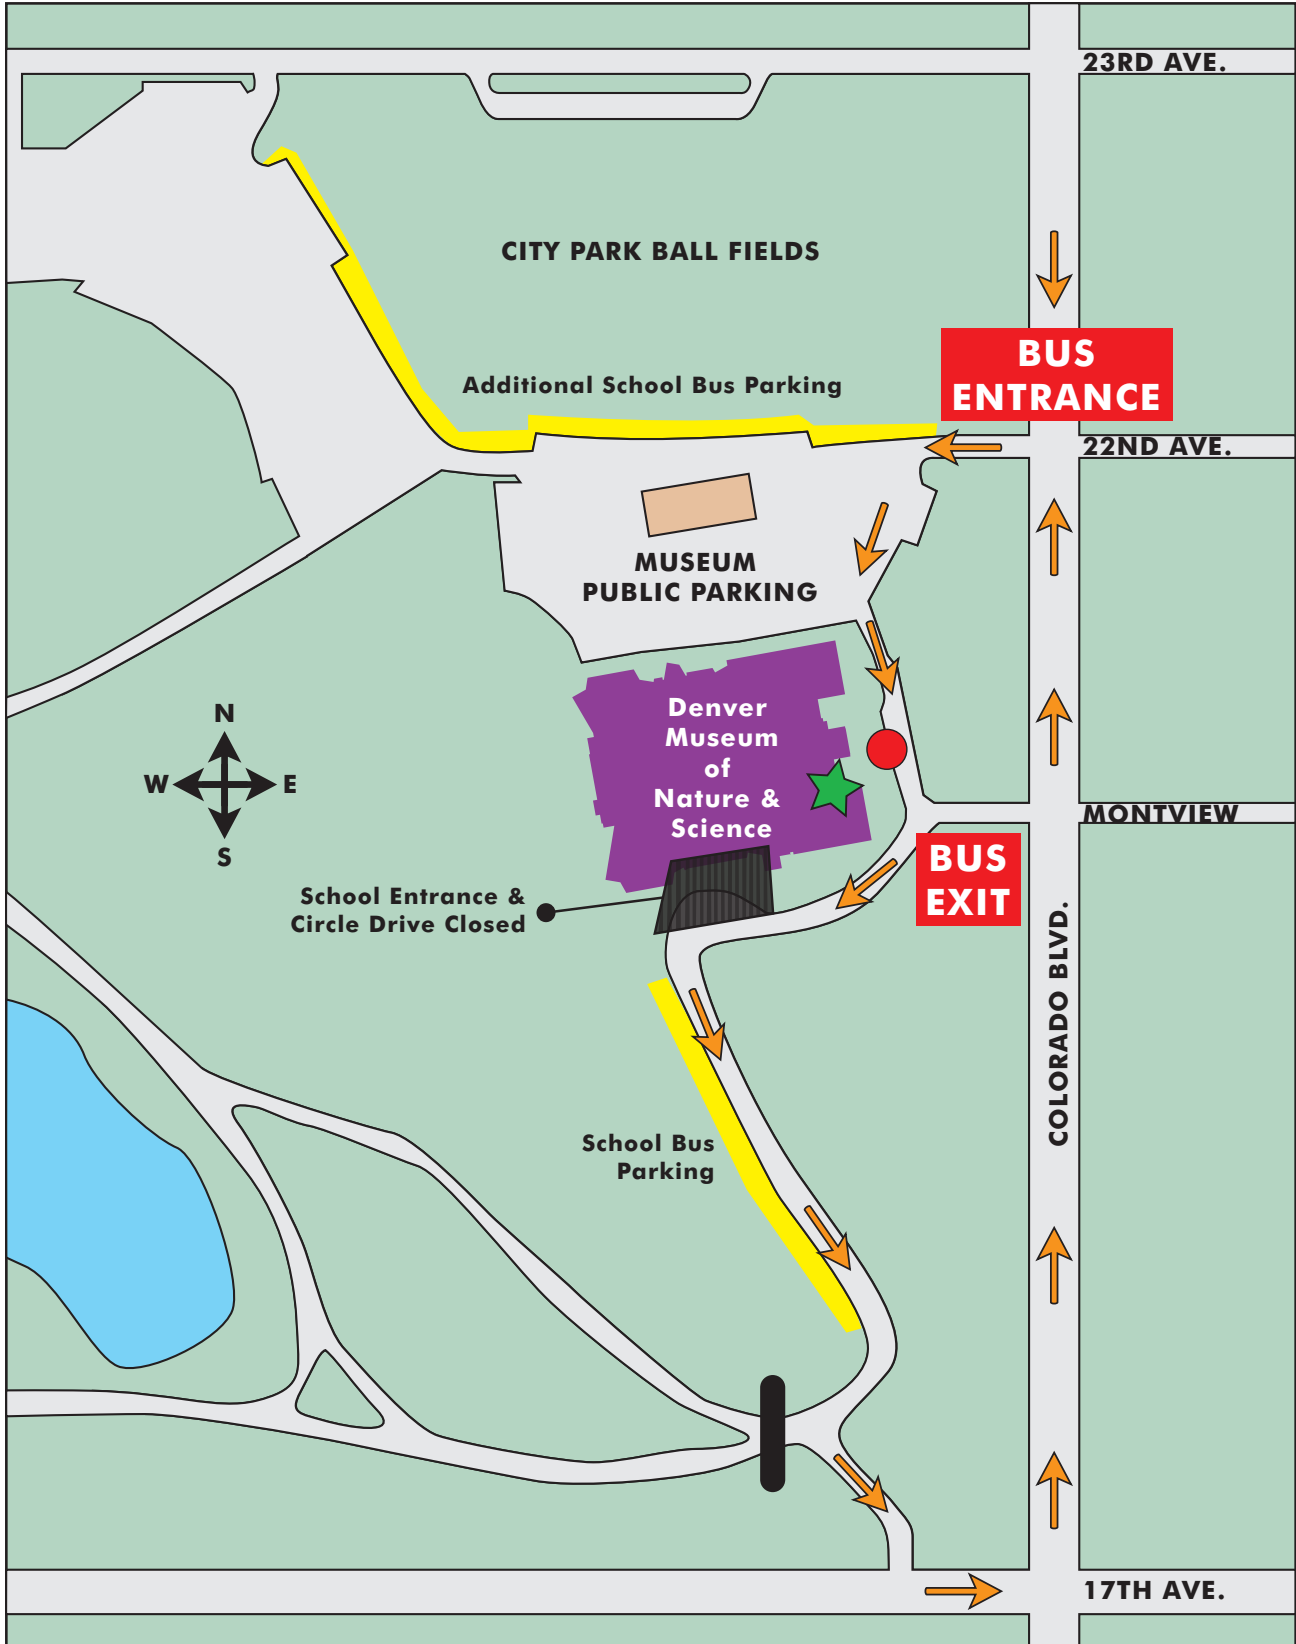 23RD AVE.
CITY PARK BALL FIELDS
BUS
ENTRANCE
Additional School Bus Parking
22ND AVE.
MUSEUM
PUBLIC PARKING
Denver
Museum
of
Nature &
Science
N
W E
S
MONTVIEW
BUS
EXIT
School Entrance &
Circle Drive Closed
COLORADO BLVD.
School Bus
Parking
17TH AVE.